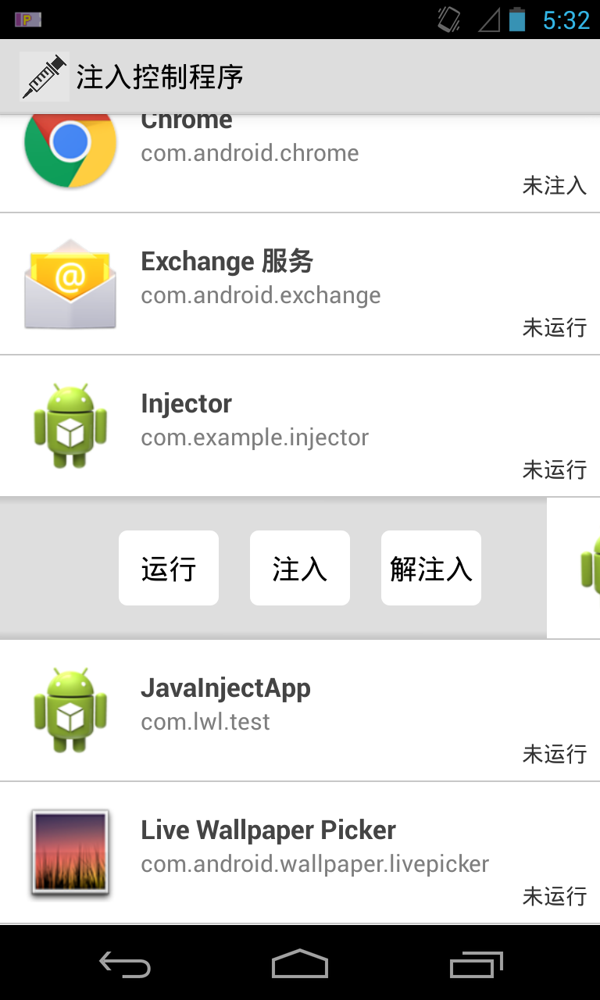 5:32
注入控制程序
Chrome
com.android.chrome
未注入
Exchange 服务
com.android.exchange
未运行
Injector
com.example.injector
未运行
运行 注入 解注入
JavaInjectApp
com.lwl.test
未运行
Live Wallpaper Picker
com.android.wallpaper.livepicker
未运行